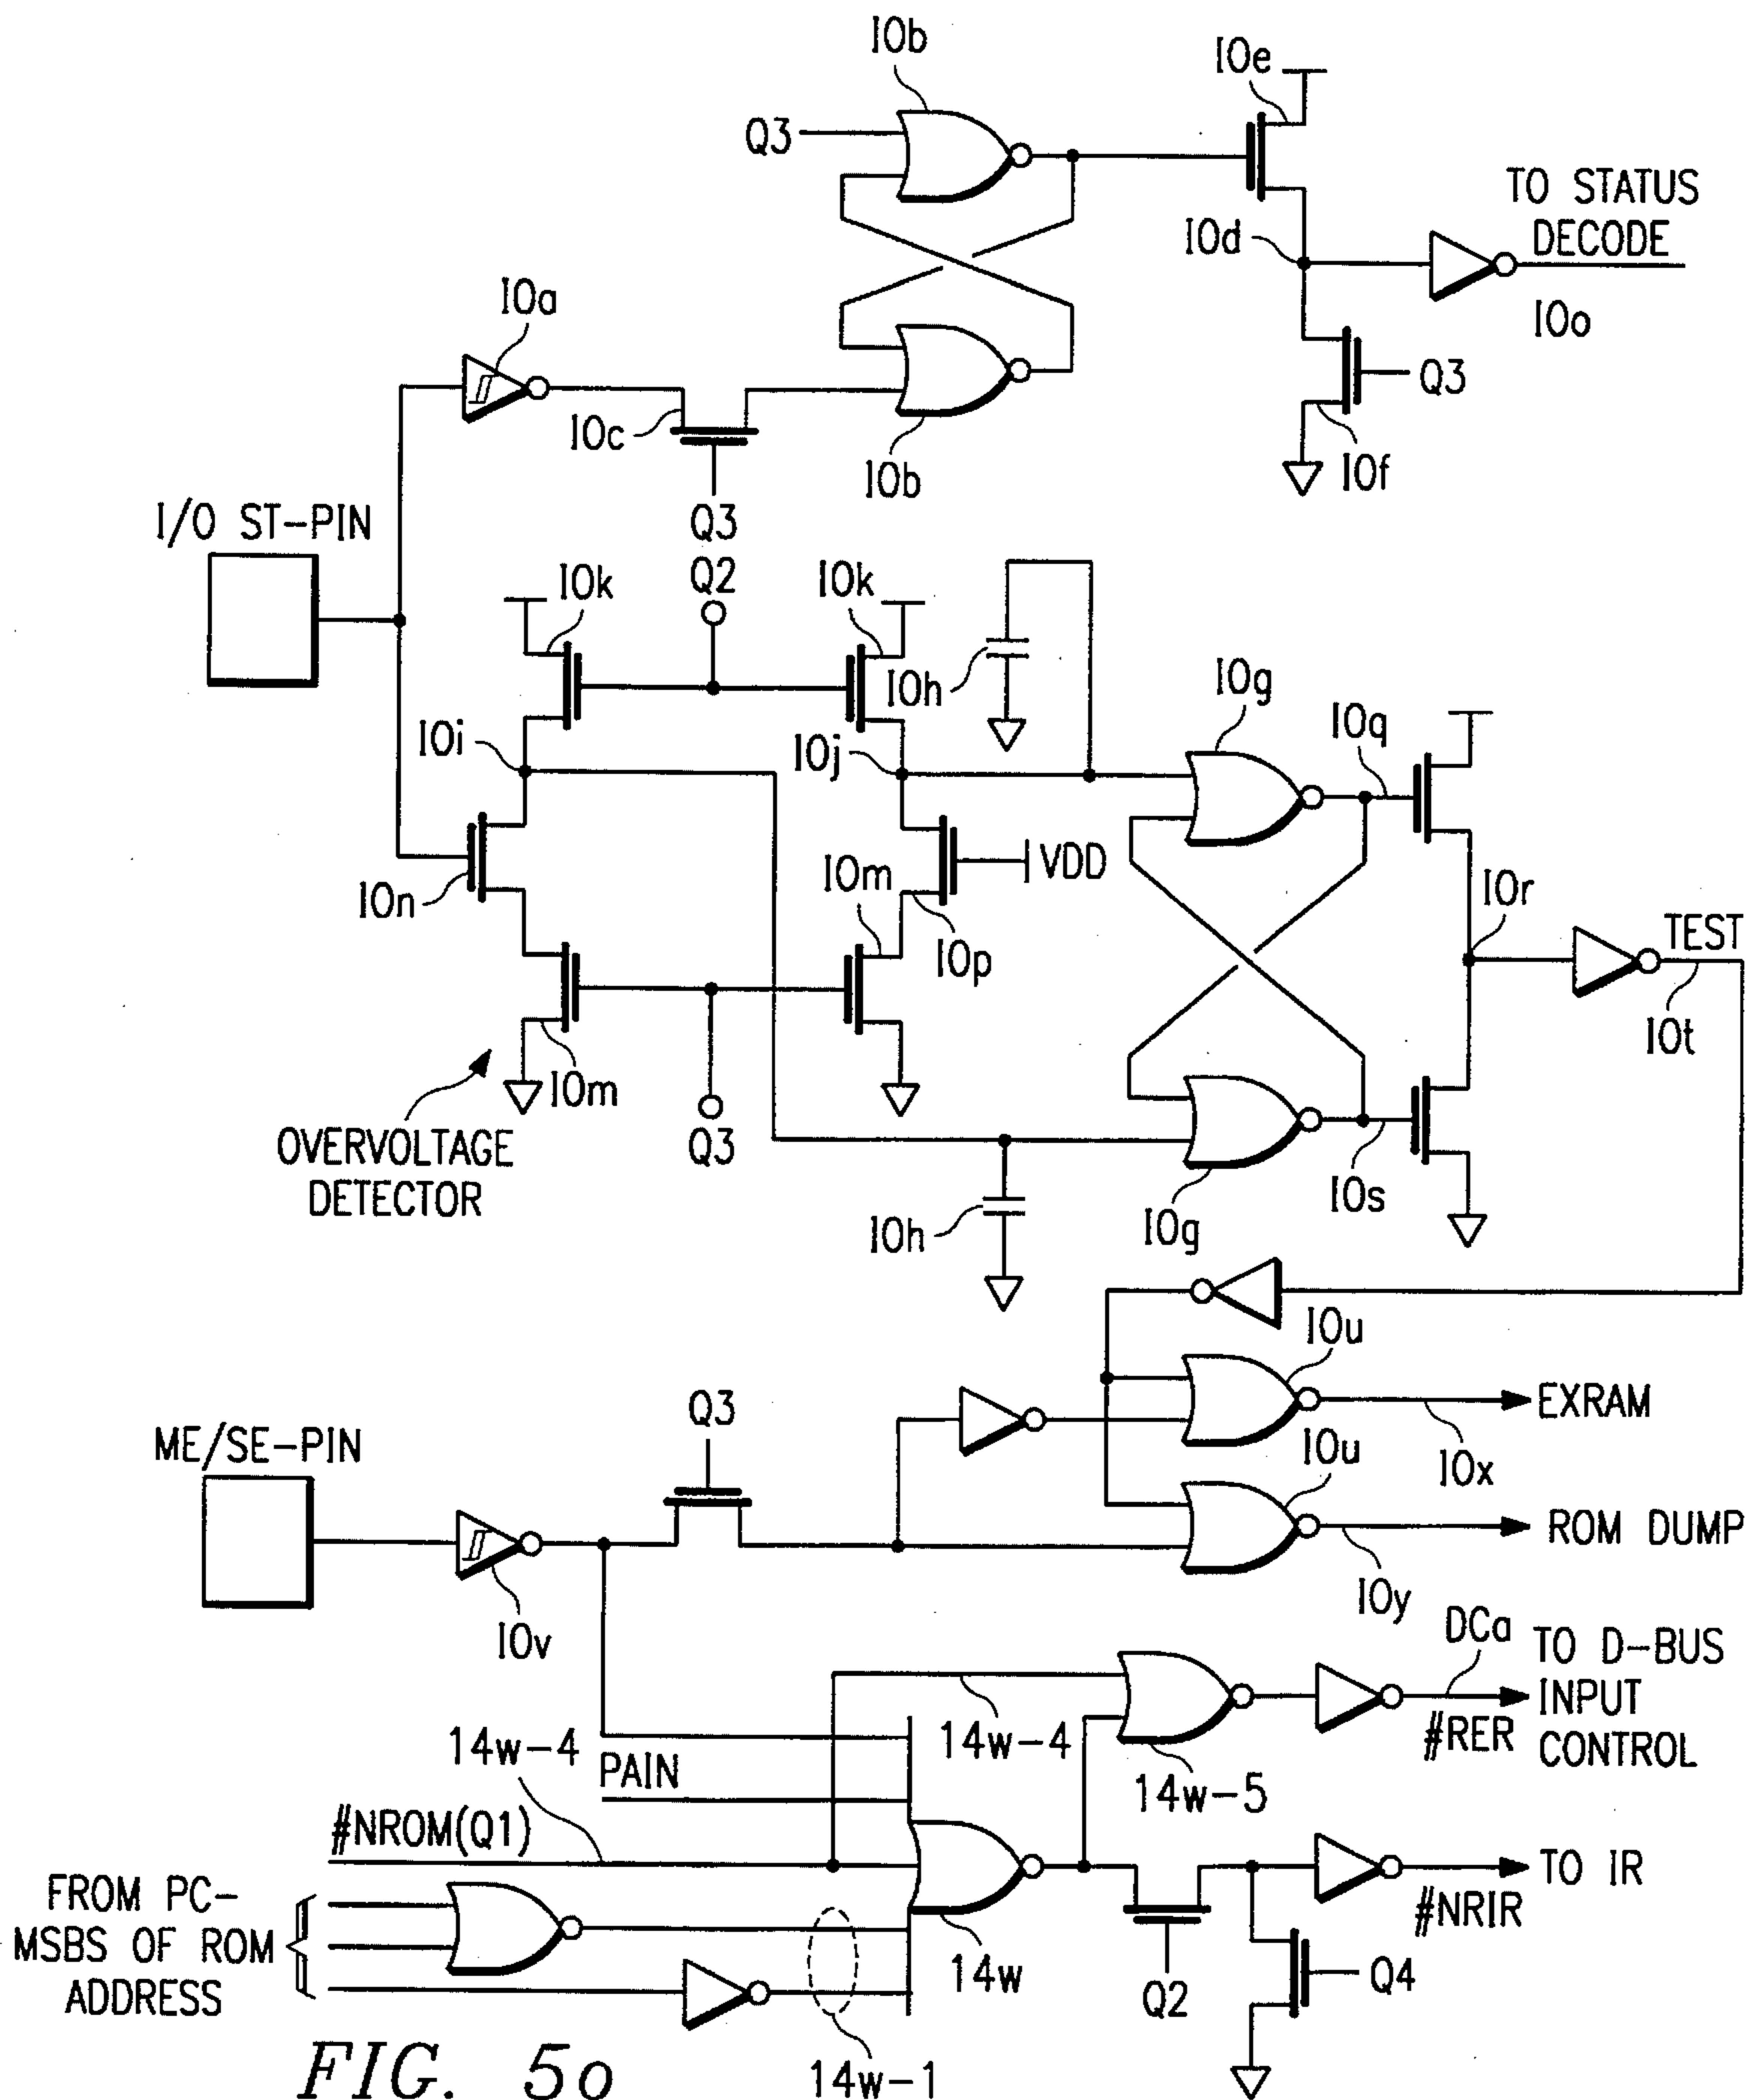 10b
10e
Q3
TO STATUS
DECODE
10d
10a
10o
Q3
10c
10b
10f
I/O ST-PIN
Q3
Q2
10k
10k
10h
10g
10q
10i
10j
VDD
10m
10r
TEST
10n
10p
10t
10m
OVERVOLTAGE
DETECTOR
Q3
10s
10h
10g
10u
Q3
EXRAM
ME/SE-PIN
10u
10x
ROM DUMP
10v
10y
DCa
TO D-BUS
INPUT
CONTROL
14w-4
14w-4
#RER
PAIN
14w-5
#NROM(Q1)
TO IR
FROM PC-
MSBS OF ROM
ADDRESS
#NRIR
14w
Q2
Q4
14w-1
FIG. 5o